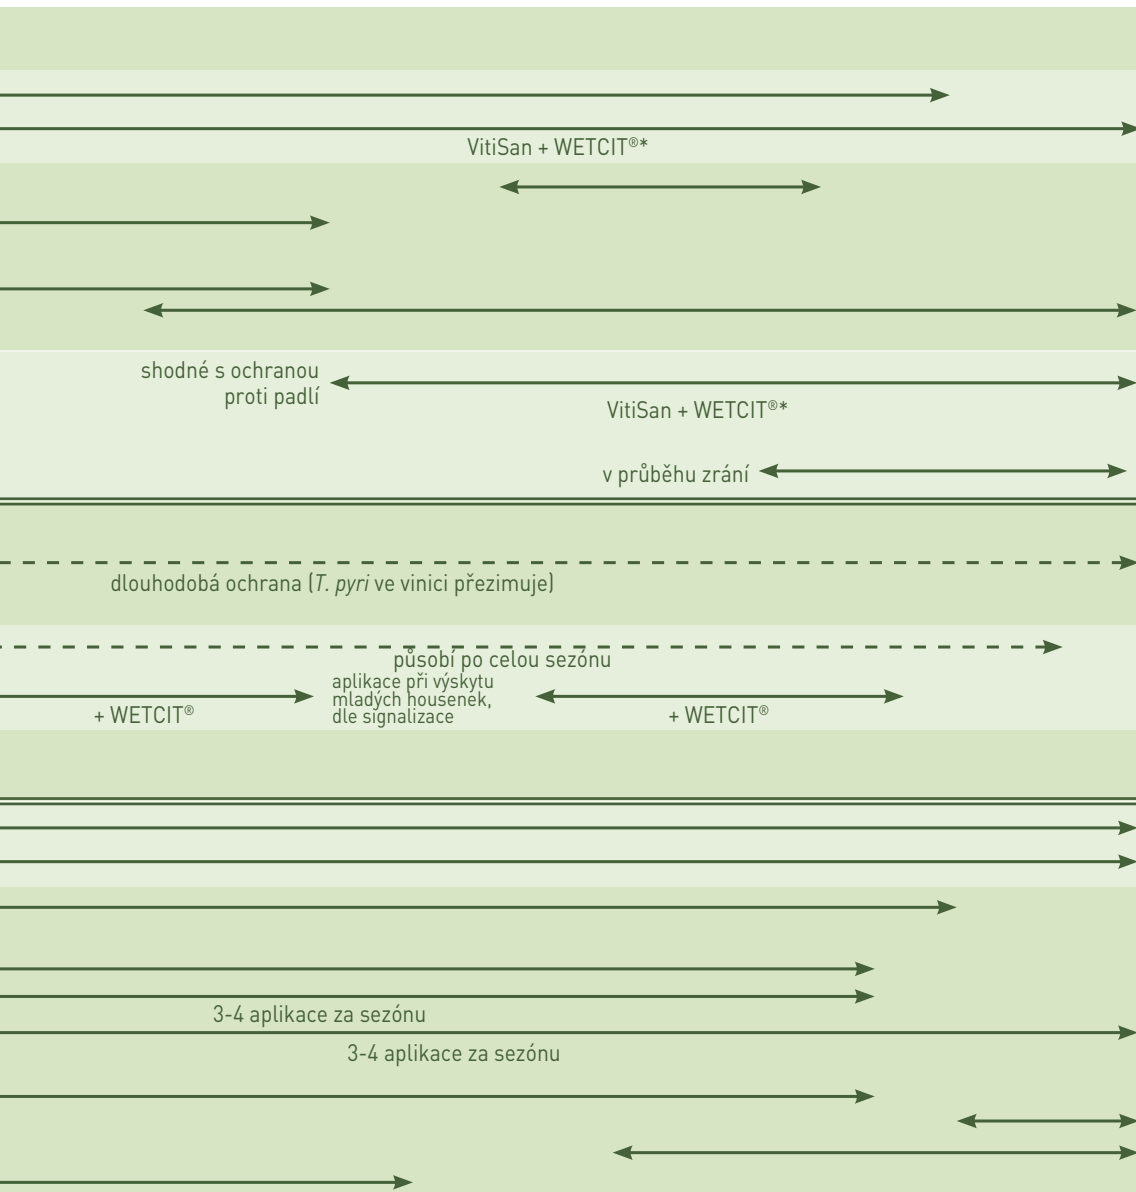 VitiSan + WETCIT®*
shodné s ochranou
proti padlí
VitiSan + WETCIT®*
v průběhu zrání
dlouhodobá ochrana (T. pyri ve vinici přezimuje)
působí po celou sezónu
aplikace při výskytu
mladých housenek,
dle signalizace
+ WETCIT®
+ WETCIT®
3-4 aplikace za sezónu
3-4 aplikace za sezónu